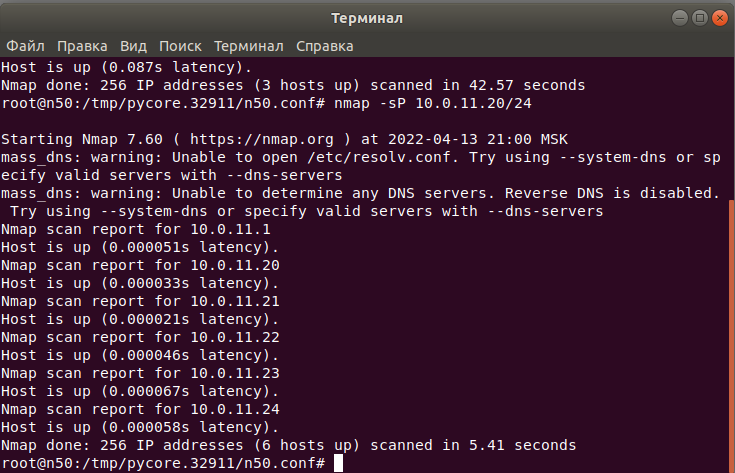 Терминал
Файл Правка Вид Поиск Терминал Справка
Host is up (0.087s latency).
Nmap done: 256 IP addresses (3 hosts up) scanned in 42.57 seconds
root@n50:/tmp/pycore.32911/n50.conf# nmap -sP 10.0.11.20/24
Starting Nmap 7.60 ( https://nmap.org ) at 2022-04-13 21:00 MSK
mass_dns: warning: Unable to open /etc/resolv.conf. Try using --system-dns or sp
ecify valid servers with --dns-servers
mass_dns: warning: Unable to determine any DNS servers. Reverse DNS is disabled.
 Try using --system-dns or specify valid servers with --dns-servers
Nmap scan report for 10.0.11.1
Host is up (0.000051s latency).
Nmap scan report for 10.0.11.20
Host is up (0.000033s latency).
Nmap scan report for 10.0.11.21
Host is up (0.000021s latency).
Nmap scan report for 10.0.11.22
Host is up (0.000046s latency).
Nmap scan report for 10.0.11.23
Host is up (0.000067s latency).
Nmap scan report for 10.0.11.24
Host is up (0.000058s latency).
Nmap done: 256 IP addresses (6 hosts up) scanned in 5.41 seconds
root@n50:/tmp/pycore.32911/n50.conf#